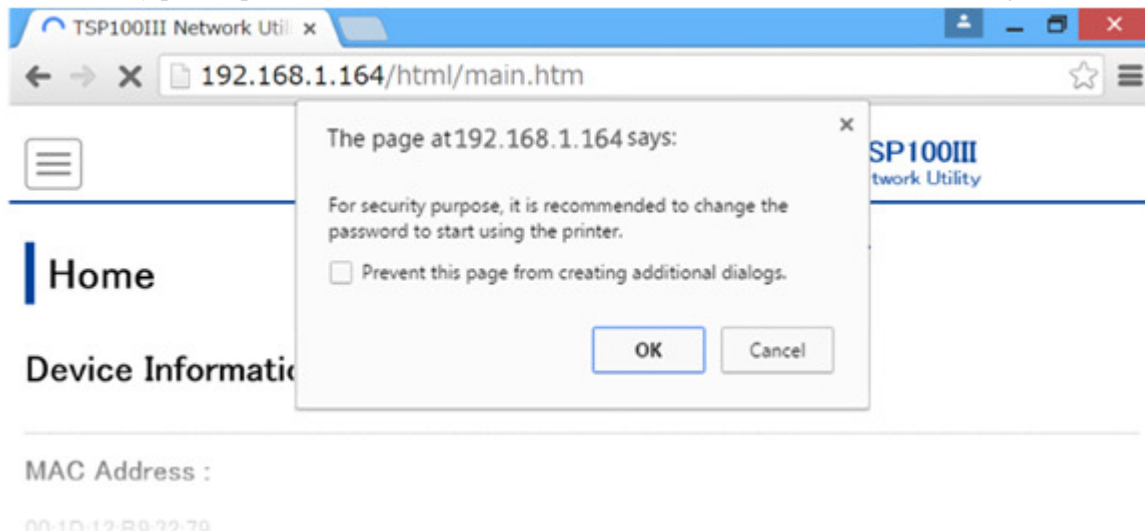 TSP100III Network Util
192.168.1.164/html/main.htm
The page at 192.168.1.164 says:
SP100III
twork Utility
For security purpose, it is recommended to change the
password to start using the printer.
Prevent this page from creating additional dialogs.
Home
OK Cancel
Device Informatio
MAC Address :